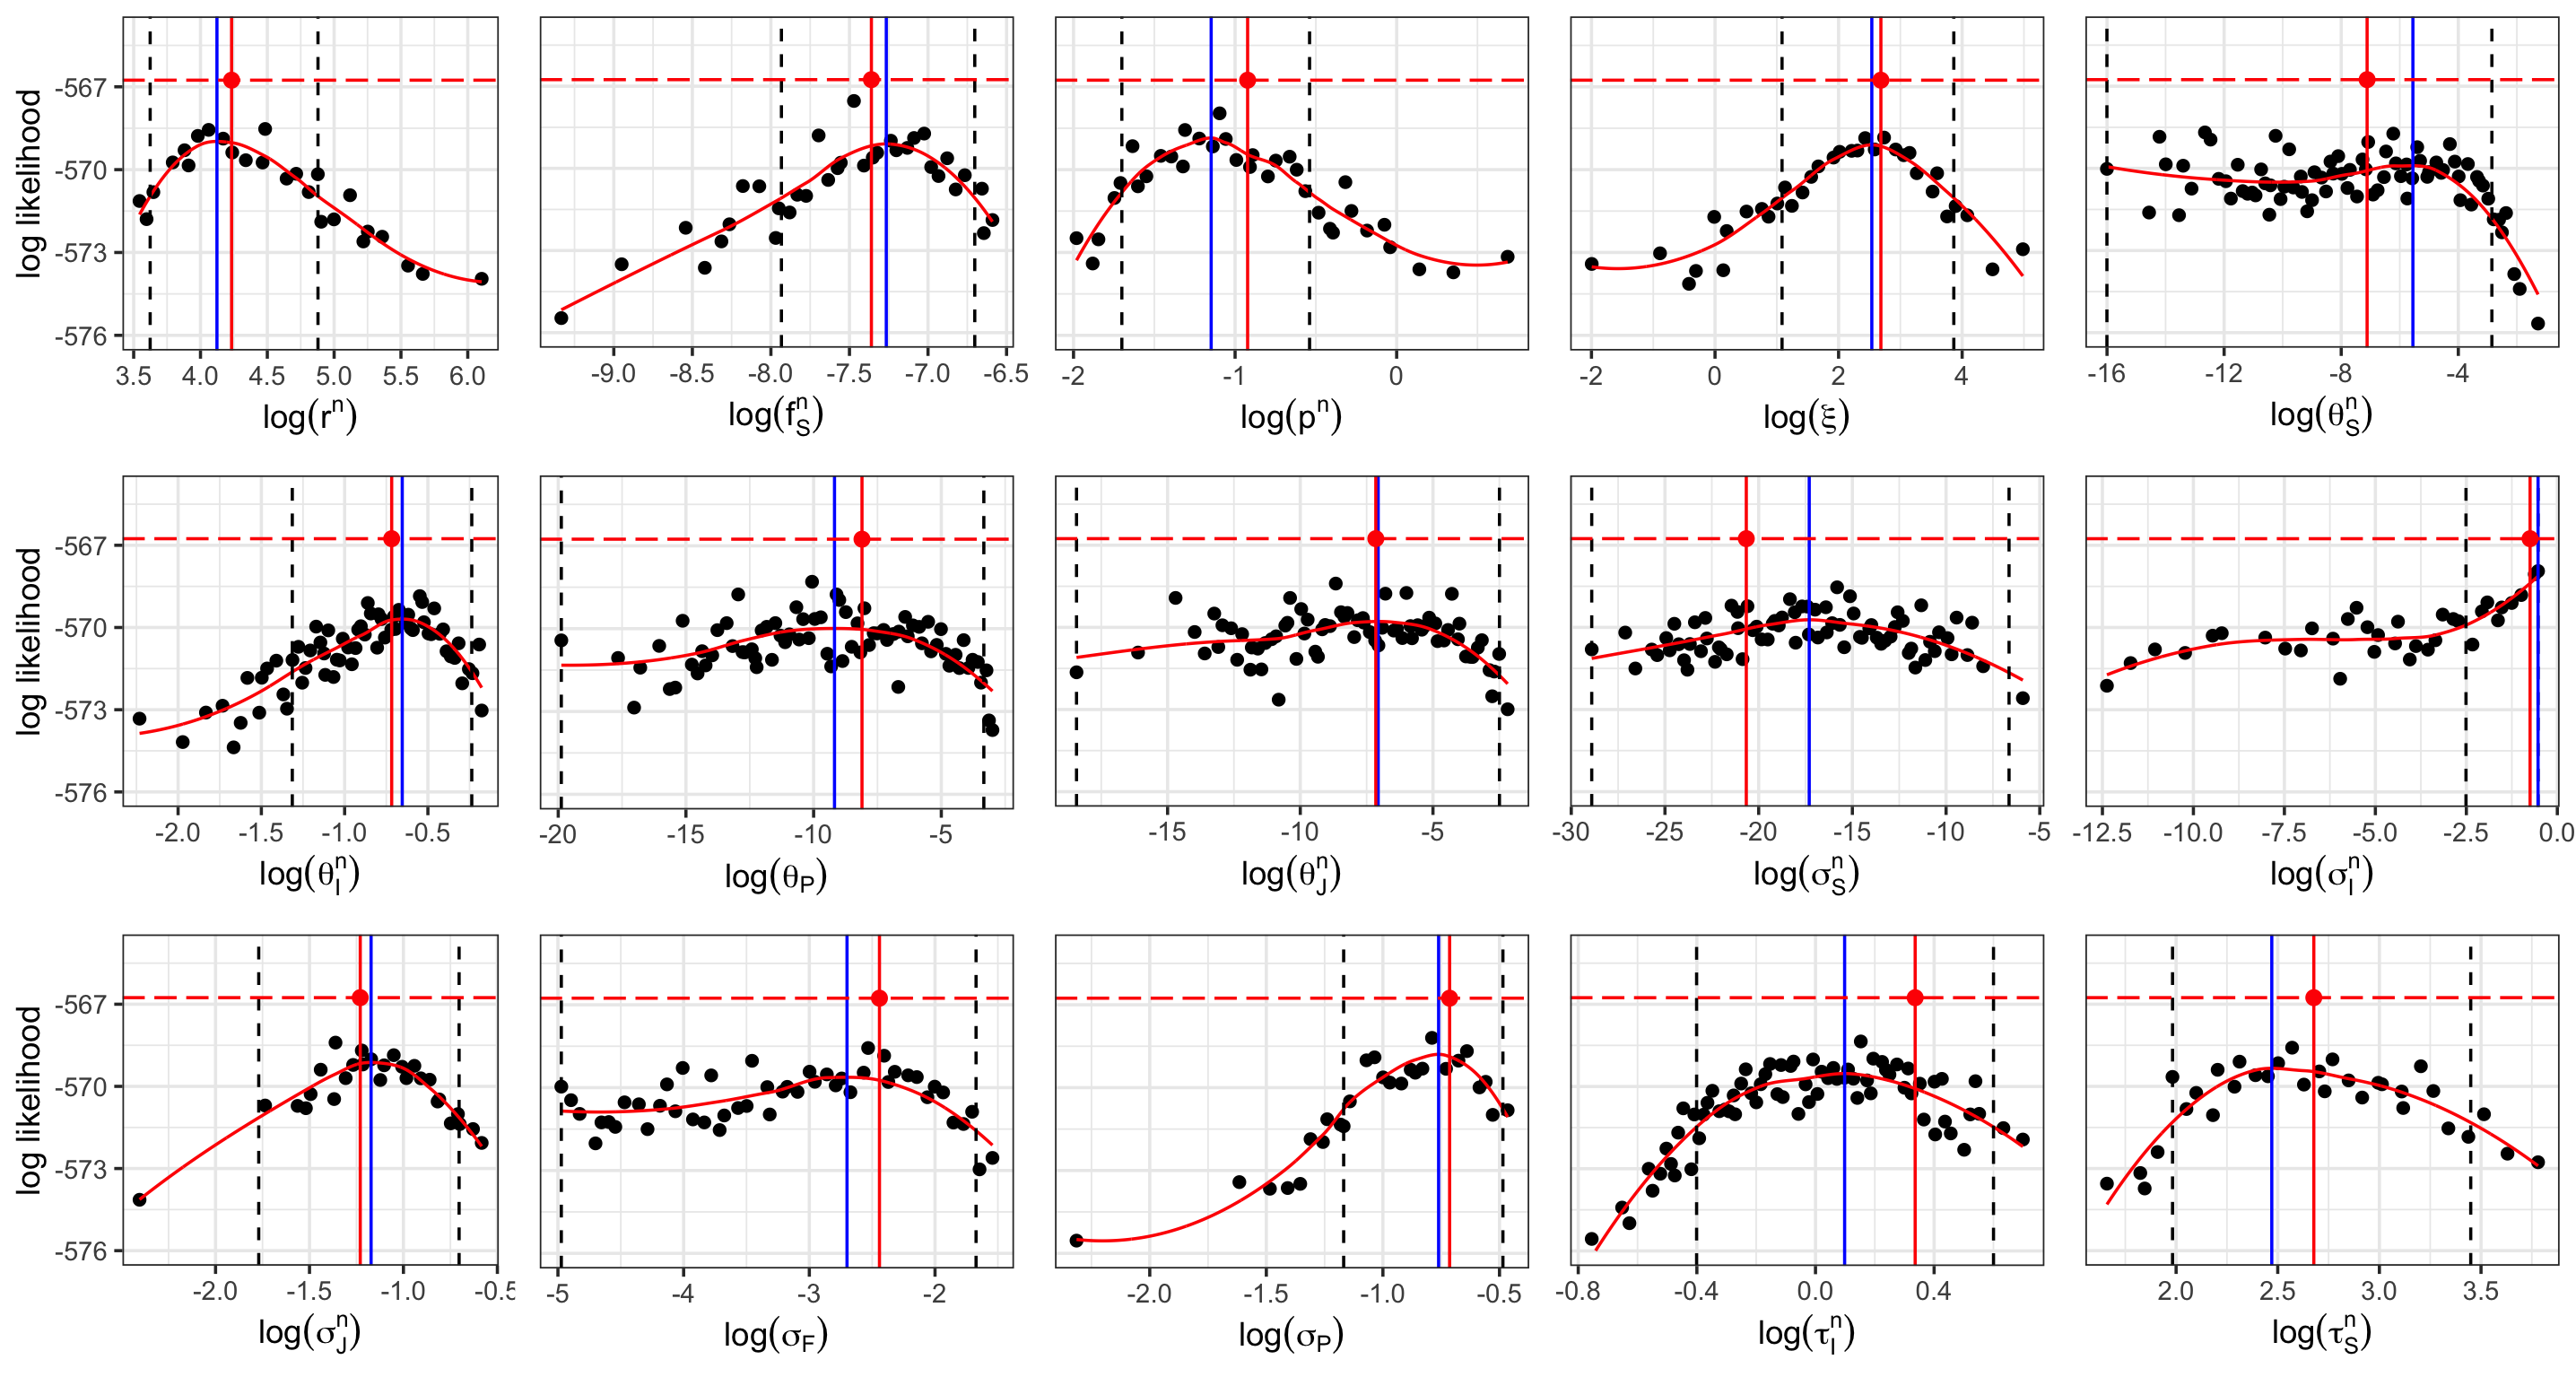 log likelihood
-567
-570
-573
-576
3.5 4.0 4.5 5.0 5.5 6.0
log(rⁿ)
-9.0 -8.5 -8.0 -7.5 -7.0 -6.5
log(f_S^n)
-2 -1 0
log(pⁿ)
-2 0 2 4
log(ξ)
-16 -12 -8 -4
log(θ_S^n)
log likelihood
-567
-570
-573
-576
-2.0 -1.5 -1.0 -0.5
log(θ_I^n)
-20 -15 -10 -5
log(θ_P)
-15 -10 -5
log(θ_J^n)
-30 -25 -20 -15 -10 -5
log(σ_S^n)
-12.5 -10.0 -7.5 -5.0 -2.5 0.0
log(σ_I^n)
log likelihood
-567
-570
-573
-576
-2.0 -1.5 -1.0 -0.5
log(σ_J^n)
-5 -4 -3 -2
log(σ_F)
-2.0 -1.5 -1.0 -0.5
log(σ_P)
-0.8 -0.4 0.0 0.4
log(τ_I^n)
2.0 2.5 3.0 3.5
log(τ_S^n)